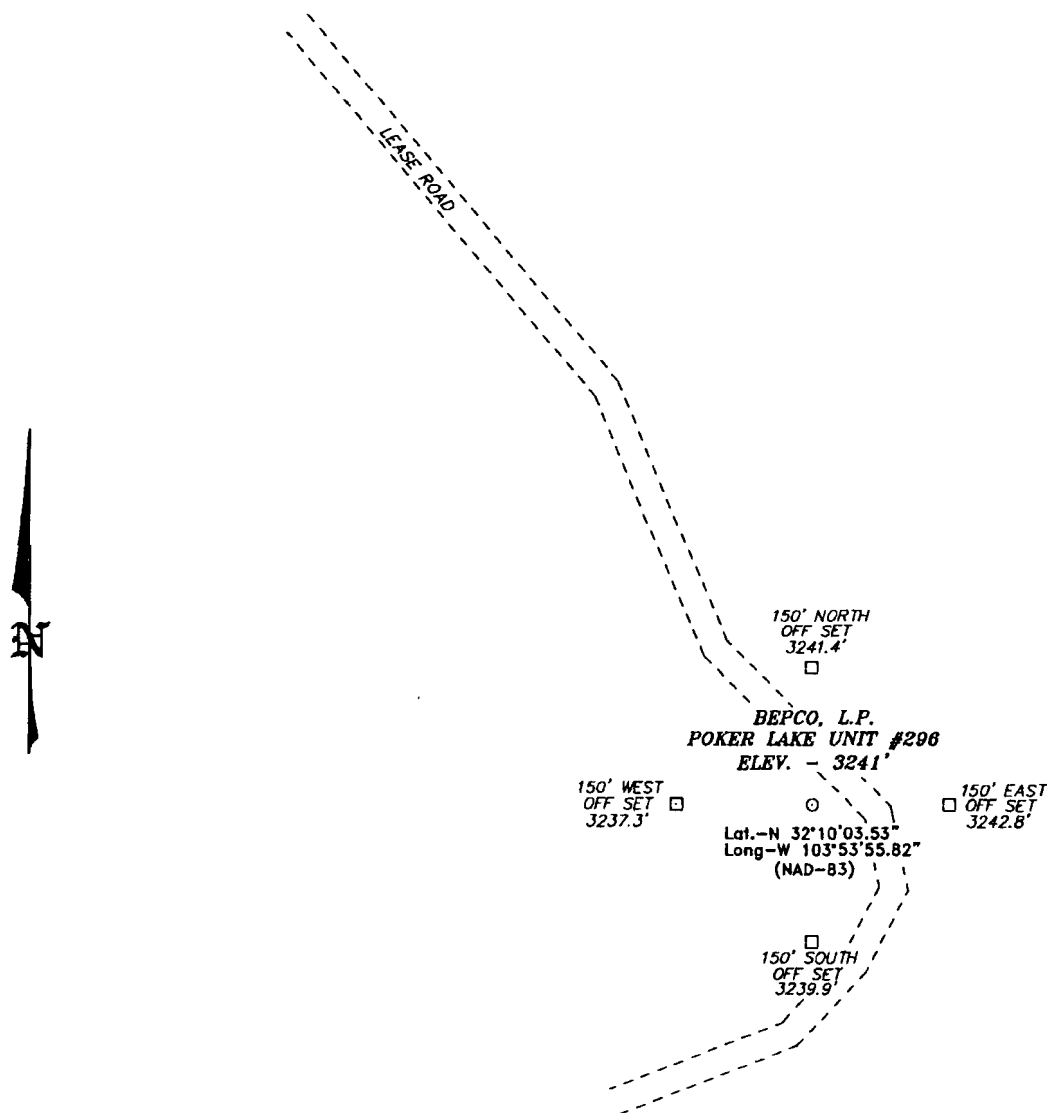 LEASE ROAD
150' NORTH
OFF SET
3241.4'
BEPCO, L.P.
POKER LAKE UNIT #296
ELEV. - 3241'
150' WEST
OFF SET
3237.3'
150' EAST
OFF SET
3242.8'
Lat.-N 32°10'03.53"
Long-W 103°53'55.82"
(NAD-83)
150' SOUTH
OFF SET
3239.9'
N